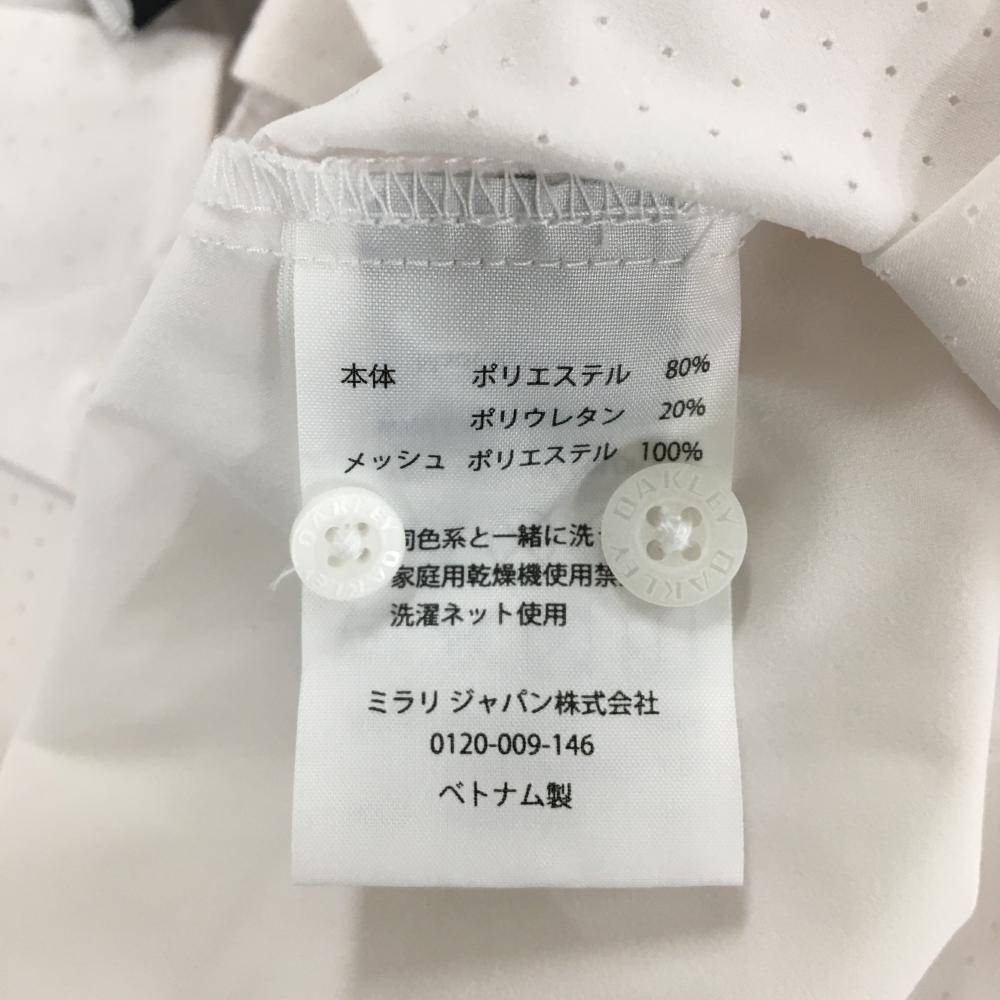 本体 ポリエステル 80%
ポリウレタン 20%
メッシュ ポリエステル 100%
OAKLEY OAKLEY
OAKLEY OAKLEY
同色系と一緒に洗
家庭用乾燥機使用禁
洗濯ネット使用
ミラリ ジャパン株式会社
0120-009-146
ベトナム製